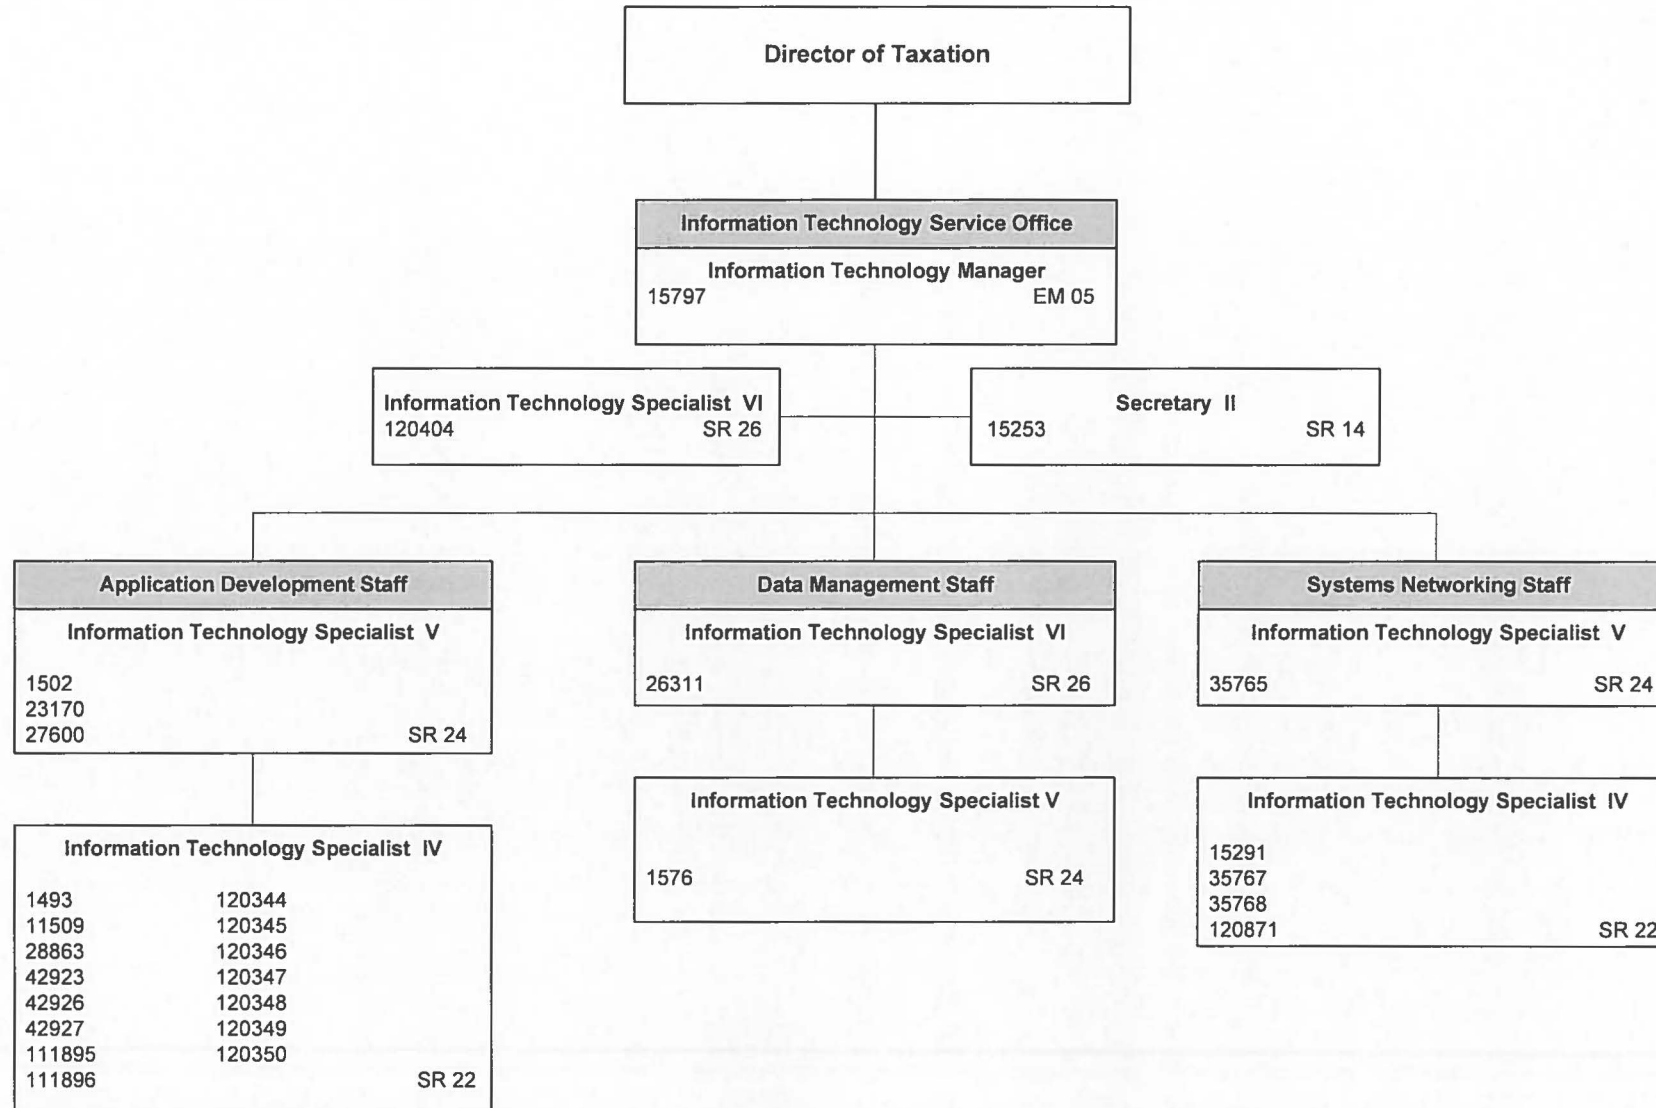 Director of Taxation
Information Technology Service Office
Information Technology Manager
15797 EM 05
Information Technology Specialist VI
120404 SR 26
Secretary II
15253 SR 14
Application Development Staff
Information Technology Specialist V
1502
23170
27600 SR 24
Information Technology Specialist IV
1493 120344
11509 120345
28863 120346
42923 120347
42926 120348
42927 120349
111895 120350
111896 SR 22
Data Management Staff
Information Technology Specialist VI
26311 SR 26
Information Technology Specialist V
1576 SR 24
Systems Networking Staff
Information Technology Specialist V
35765 SR 24
Information Technology Specialist IV
15291
35767
35768
120871 SR 22